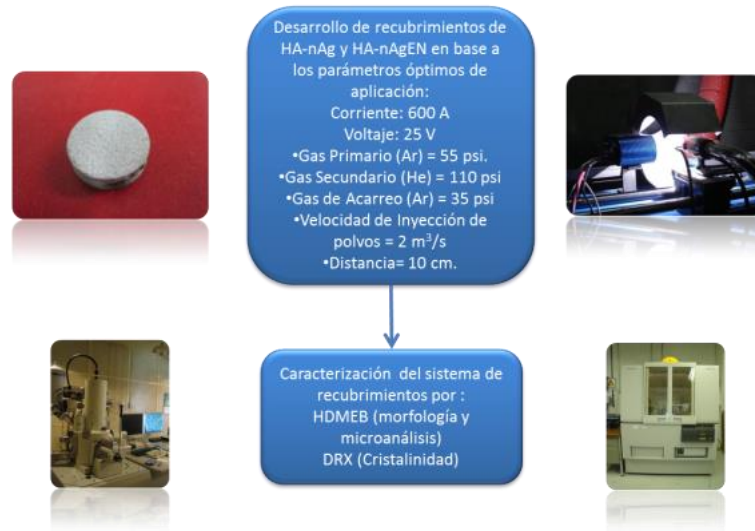 Desarrollo de recubrimientos de
HA-nAg y HA-nAgEN en base a
los parámetros óptimos de
aplicación:
Corriente: 600 A
Voltaje: 25 V
•Gas Primario (Ar) = 55 psi.
•Gas Secundario (He) = 110 psi
•Gas de Acarreo (Ar) = 35 psi
•Velocidad de Inyección de
polvos = 2 m³/s
•Distancia= 10 cm.
Caracterización del sistema de
recubrimientos por :
HDMEB (morfología y
microanálisis)
DRX (Cristalinidad)